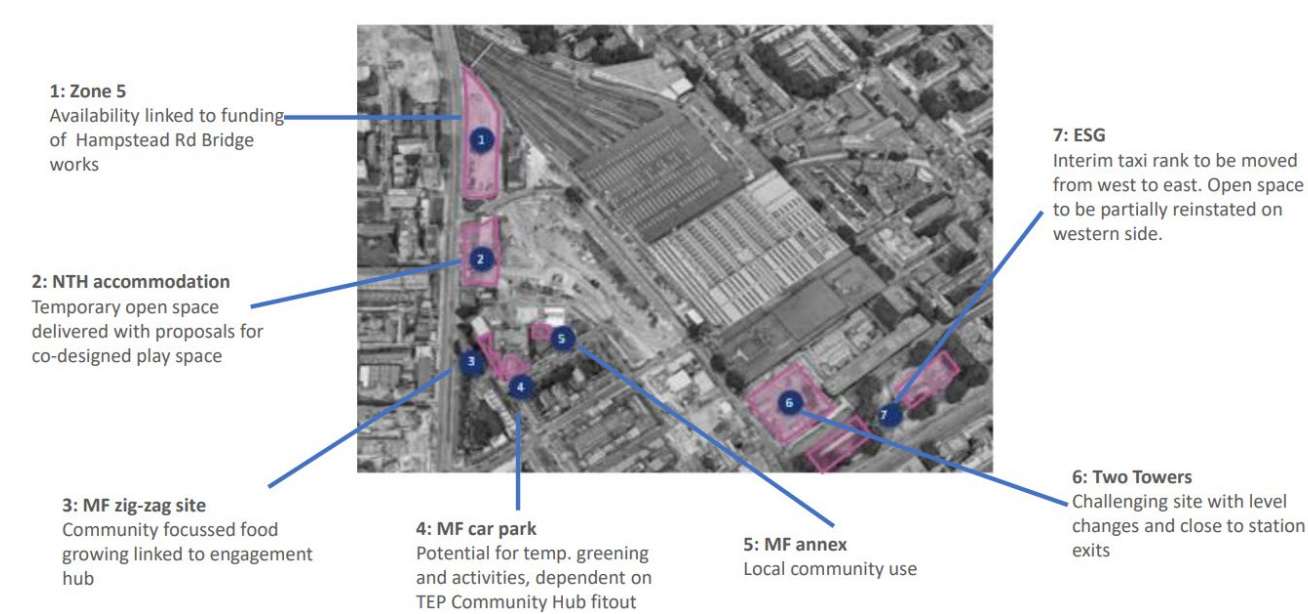 1: Zone 5
Availability linked to funding
of Hampstead Rd Bridge
works
2: NTH accommodation
Temporary open space
delivered with proposals for
co-designed play space
3: MF zig-zag site
Community focussed food
growing linked to engagement
hub
4: MF car park
Potential for temp. greening
and activities, dependent on
TEP Community Hub fitout
5: MF annex
Local community use
6: Two Towers
Challenging site with level
changes and close to station
exits
7: ESG
Interim taxi rank to be moved
from west to east. Open space
to be partially reinstated on
western side.
1
2
3
4
5
6
7